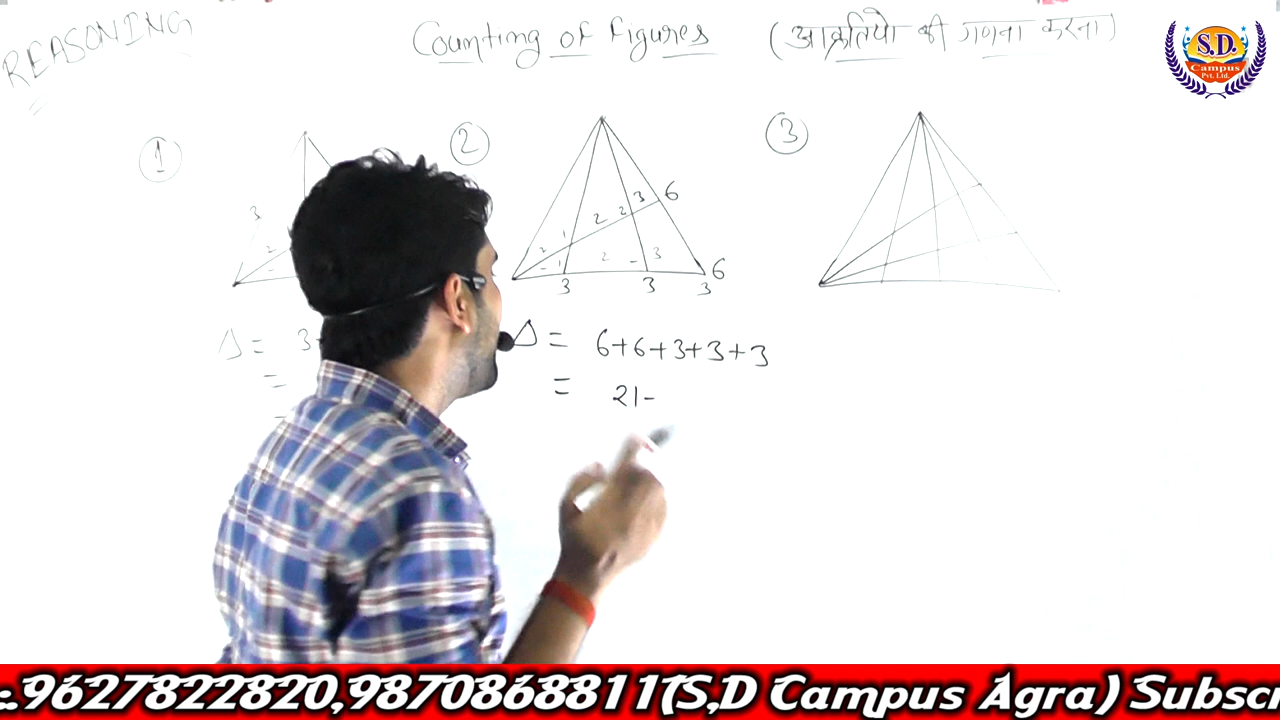 REASONING
Counting of Figures (आक्रतियो की गणना करना)
S.D.
Campus
Pvt. Ltd.
1
2
3
3
2
-
6
3
2
2
1
2
- 1 2 - 3
6
3 3 3
Δ = 3+
=
Δ = 6+6+3+3+3
= 21-
:.9627822820,9870868811(S,D Campus Agra) Subsc